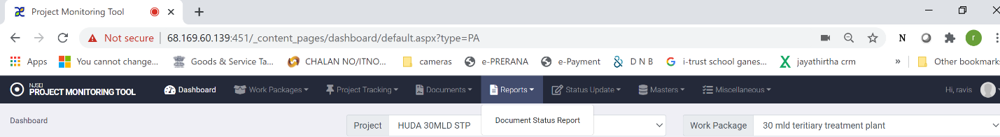 Project Monitoring Tool
Not secure | 68.169.60.139:451/_content_pages/dashboard/default.aspx?type=PA
N
r
Apps You cannot change... Goods & Service Ta... CHALAN NO/ITNO... cameras e-PRERANA e-Payment D N B i-trust school ganes... jayathirtha crm » Other bookmark
NJSEI
PROJECT MONITORING TOOL
Dashboard Work Packages Project Tracking Documents Reports Status Update Masters Miscellaneous Hi, ravis
Dashboard
Project HUDA 30MLD STP
Document Status Report
Work Package 30 mld teritiary treatment plant